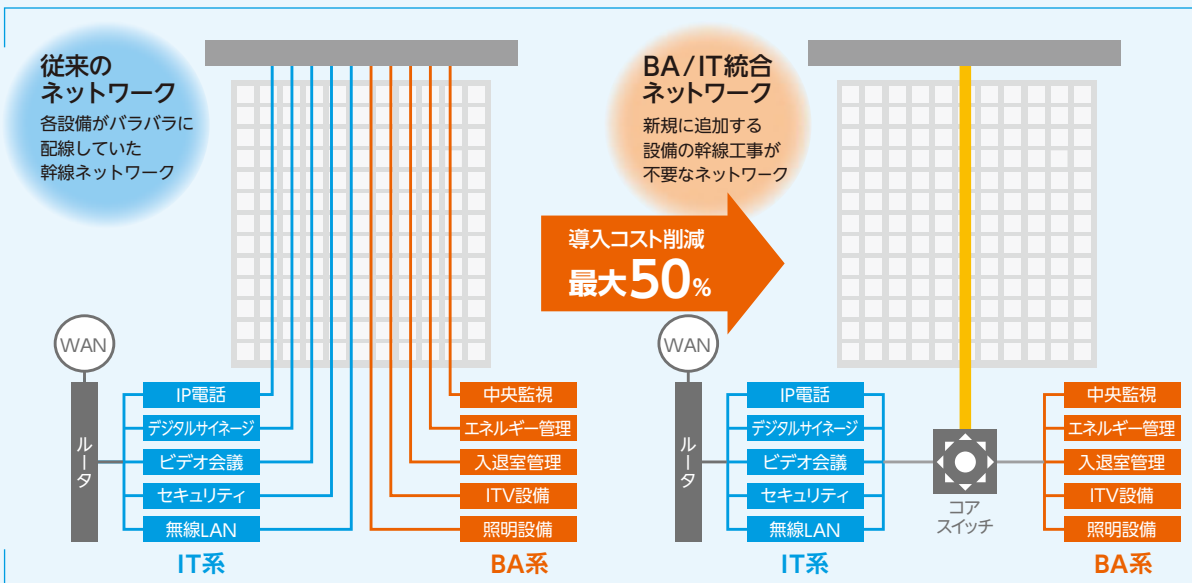 従来の
ネットワーク
各設備がバラバラに
配線していた
幹線ネットワーク
WAN
ルータ
IP電話
デジタルサイネージ
ビデオ会議
セキュリティ
無線LAN
IT系
中央監視
エネルギー管理
入退室管理
ITV設備
照明設備
BA系
導入コスト削減
最大50%
BA/IT統合
ネットワーク
新規に追加する
設備の幹線工事が
不要なネットワーク
WAN
ルータ
IP電話
デジタルサイネージ
ビデオ会議
セキュリティ
無線LAN
IT系
コア
スイッチ
中央監視
エネルギー管理
入退室管理
ITV設備
照明設備
BA系